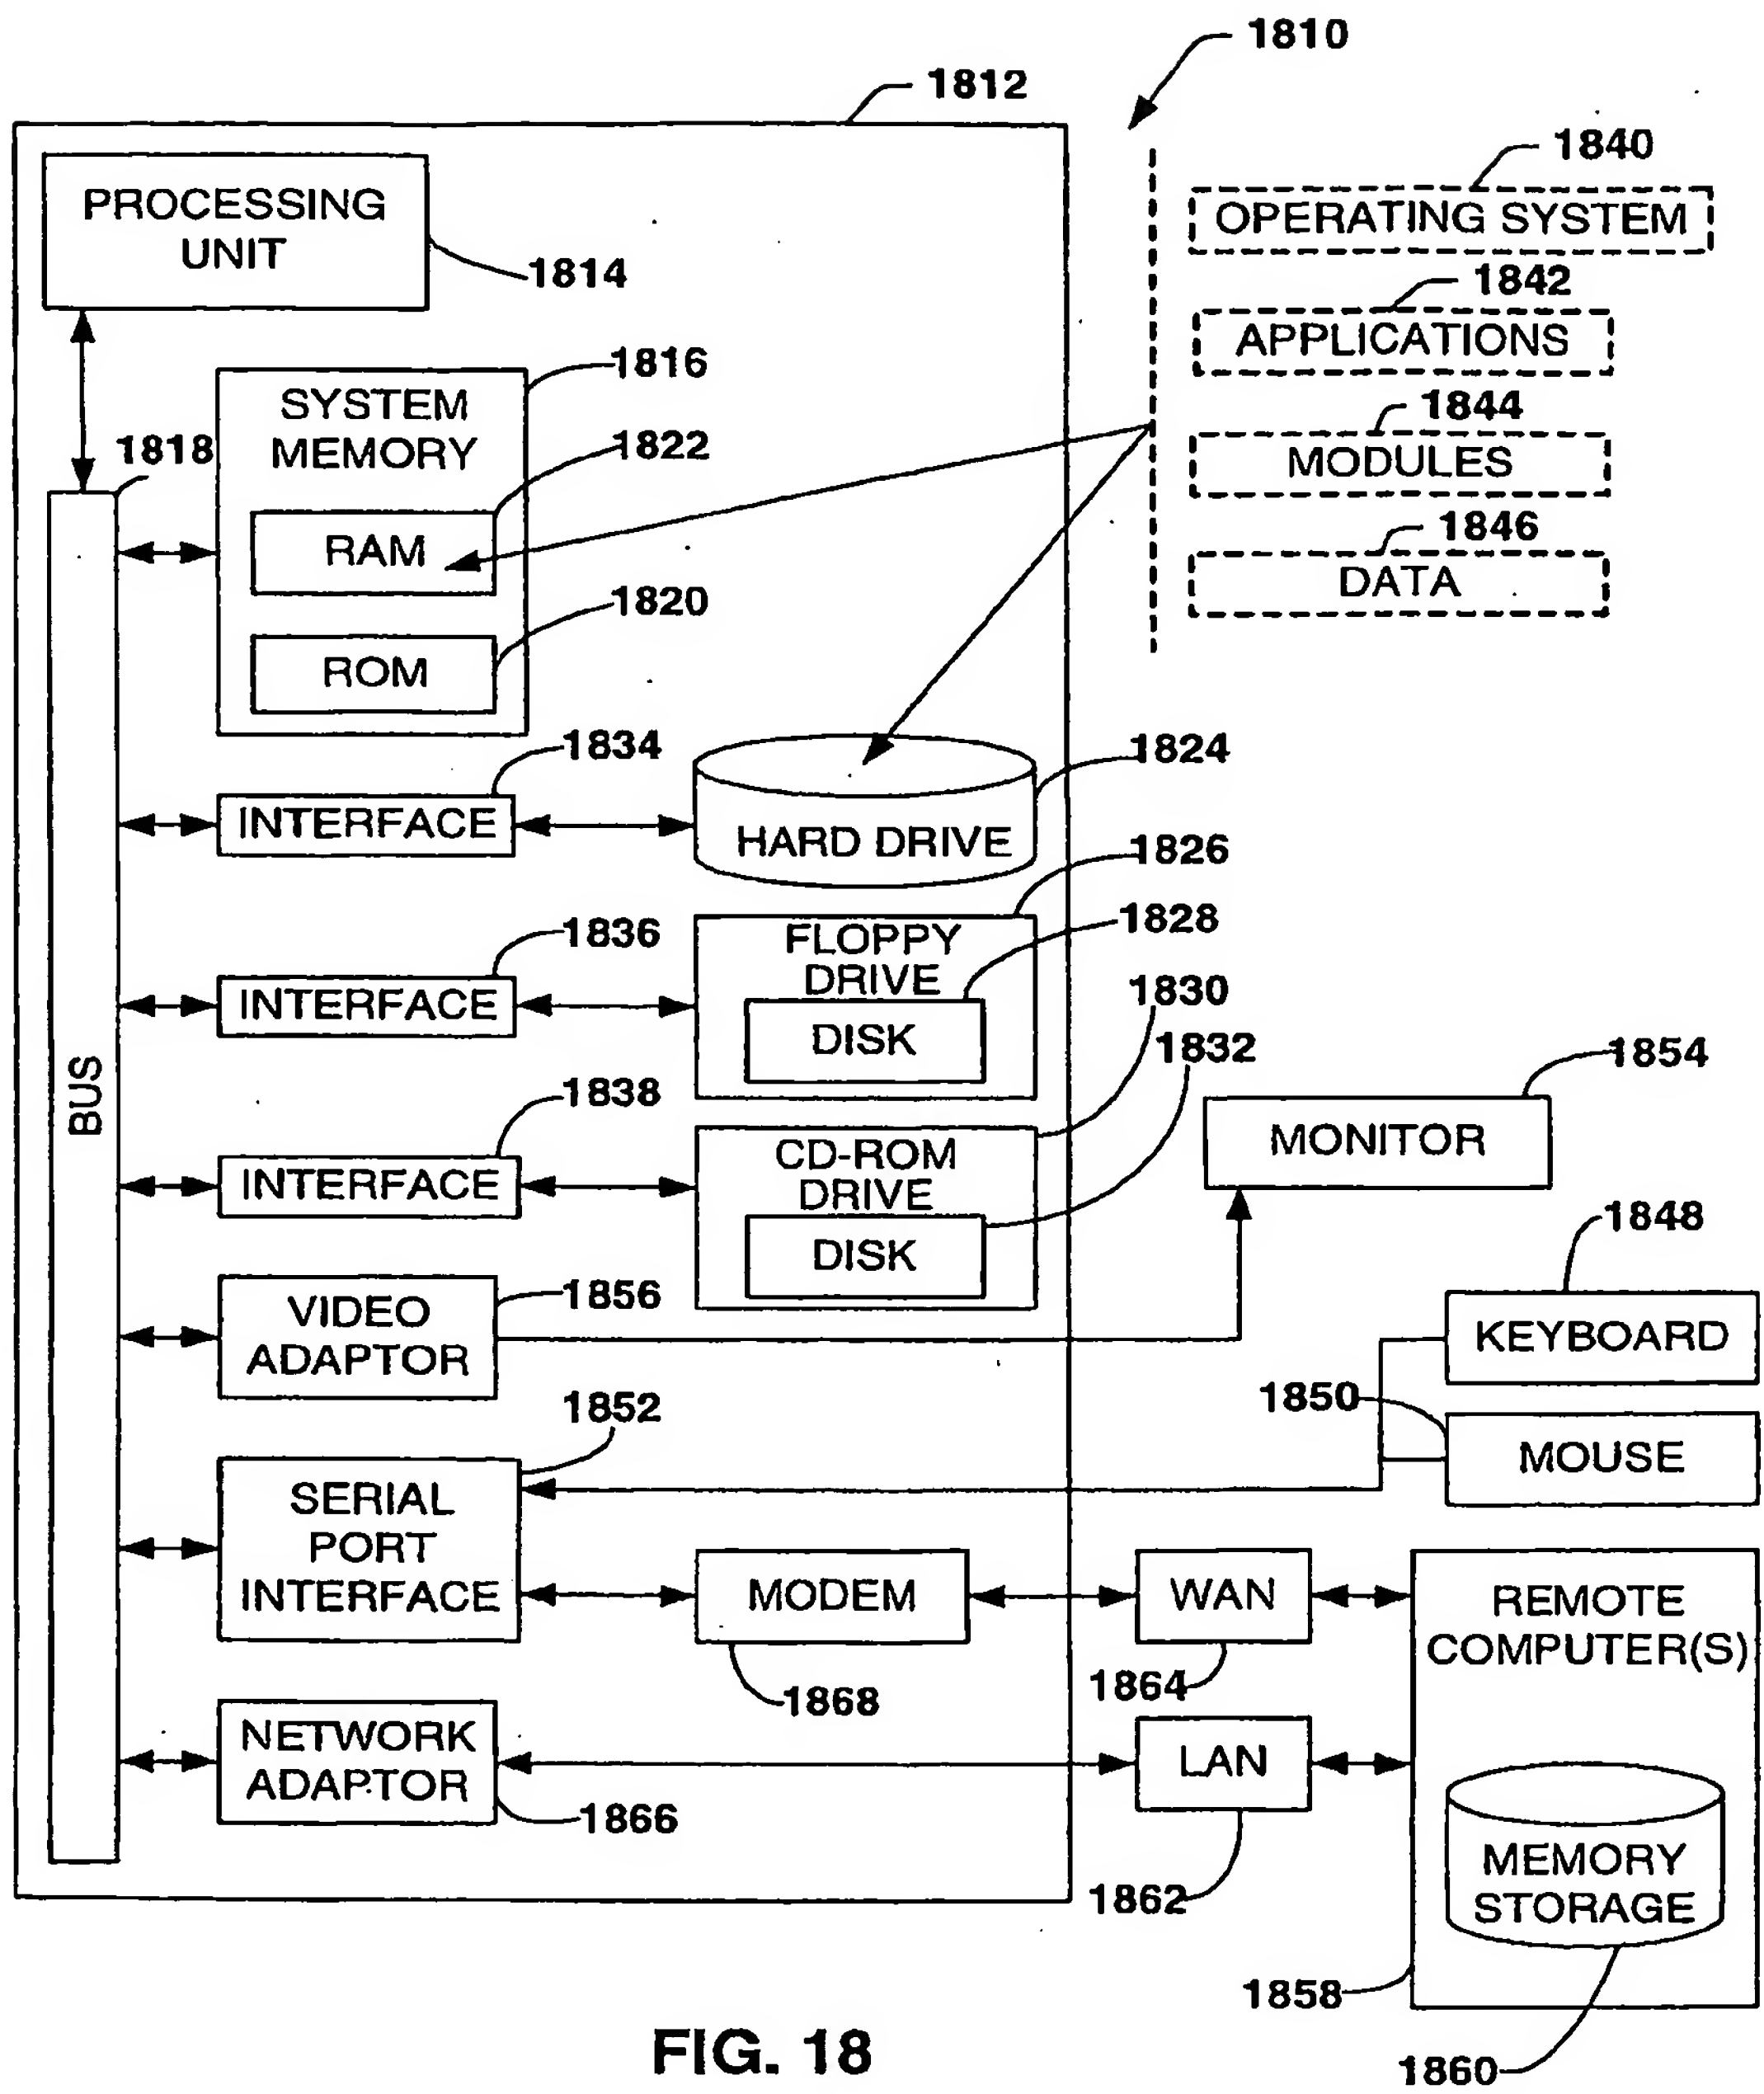 1810
1812
1840
PROCESSING
UNIT
OPERATING SYSTEM
1814
1842
APPLICATIONS
1816
SYSTEM
MEMORY
1844
1818
1822
MODULES
1846
RAM
DATA
1820
ROM
1834
1824
INTERFACE
HARD DRIVE
1826
1836
1828
FLOPPY
DRIVE
INTERFACE
1830
DISK
1832
1854
BUS
1838
MONITOR
CD-ROM
DRIVE
INTERFACE
1848
DISK
1856
VIDEO
ADAPTOR
KEYBOARD
1850
1852
MOUSE
SERIAL
PORT
INTERFACE
MODEM
WAN
REMOTE
COMPUTER(S)
1864
1868
NETWORK
ADAPTOR
LAN
1866
MEMORY
STORAGE
1862
1858
FIG. 18
1860